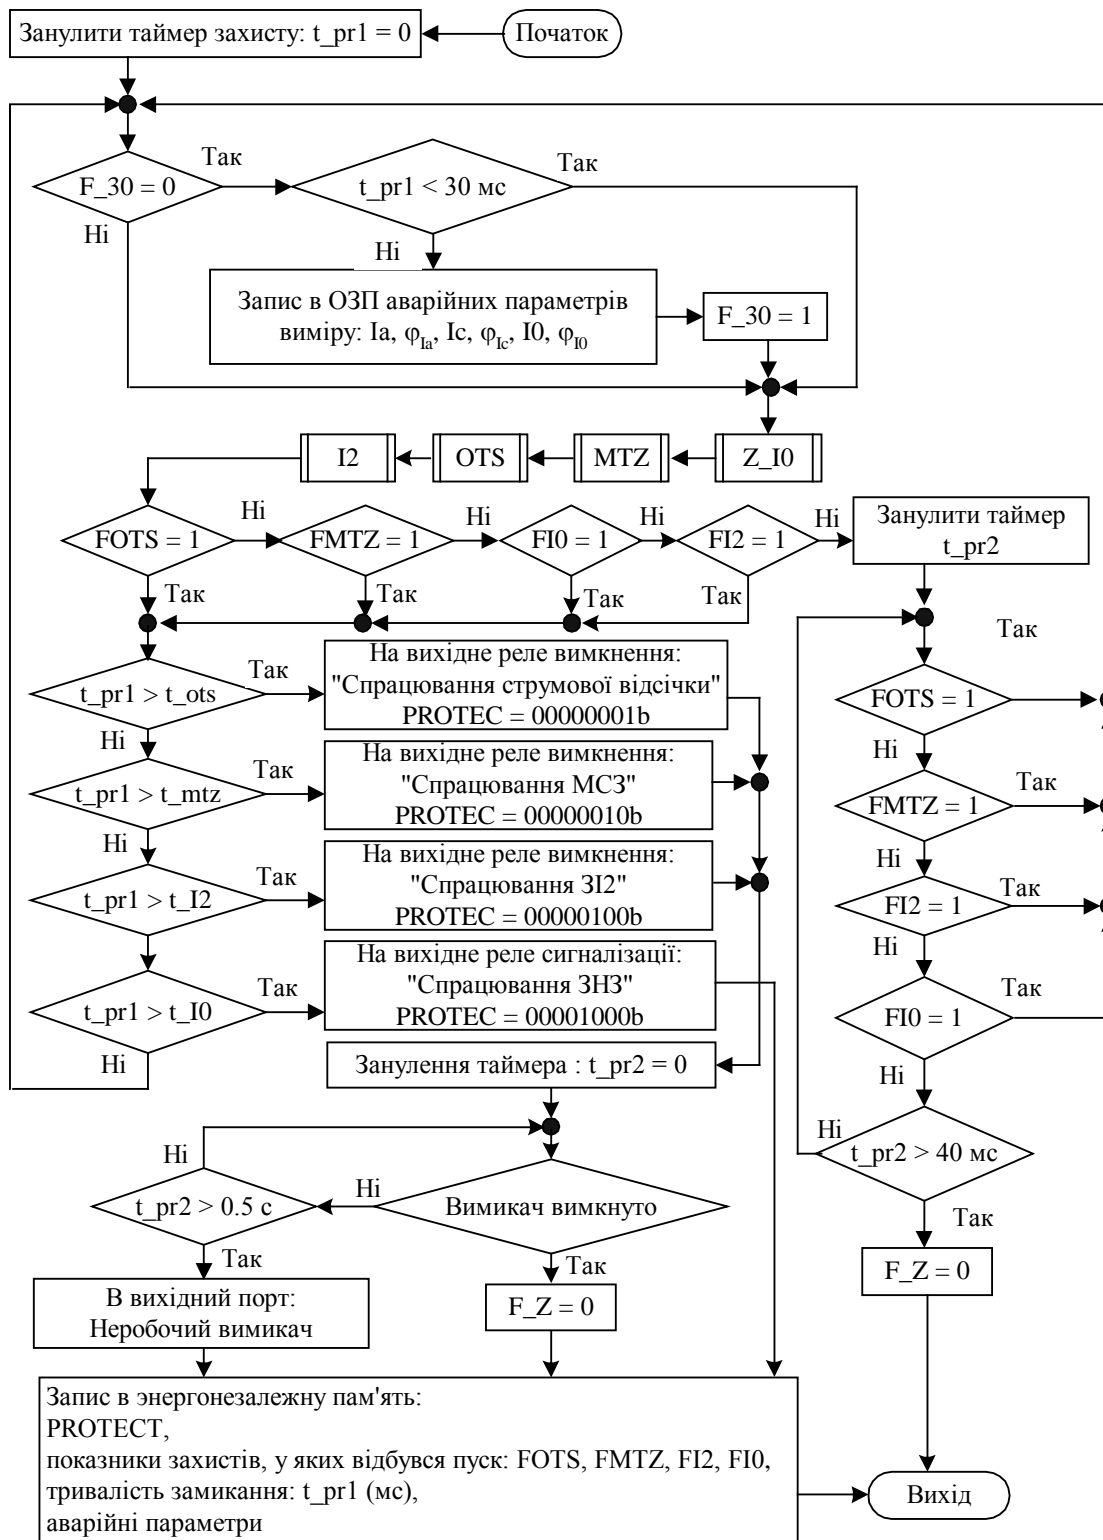 Занулити таймер захисту: t_pr1 = 0
Початок
F_30 = 0
Так
Ні
t_pr1 < 30 мс
Так
Ні
Запис в ОЗП аварійних параметрів
виміру: Ia, φIa, Ic, φIc, I0, φI0
F_30 = 1
I2
OTS
MTZ
Z_I0
FOTS = 1
Ні
Так
FMTZ = 1
Ні
Так
FI0 = 1
Ні
Так
FI2 = 1
Ні
Так
Занулити таймер
t_pr2
t_pr1 > t_ots
Так
Ні
На вихідне реле вимкнення:
"Спрацювання струмової відсічки"
PROTEC = 00000001b
t_pr1 > t_mtz
Так
Ні
На вихідне реле вимкнення:
"Спрацювання МСЗ"
PROTEC = 00000010b
t_pr1 > t_I2
Так
На вихідне реле вимкнення:
"Спрацювання ЗІ2"
PROTEC = 00000100b
t_pr1 > t_I0
Так
Ні
На вихідне реле сигналізації:
"Спрацювання ЗНЗ"
PROTEC = 00001000b
Занулення таймера : t_pr2 = 0
Вимикач вимкнуто
Ні
Так
t_pr2 > 0.5 с
Ні
Так
В вихідний порт:
Неробочий вимикач
F_Z = 0
FOTS = 1
Так
Ні
FMTZ = 1
Так
Ні
FI2 = 1
Так
Ні
FI0 = 1
Так
Ні
t_pr2 > 40 мс
Ні
Так
F_Z = 0
Запис в энергонезалежну пам'ять:
PROTECT,
показники захистів, у яких відбувся пуск: FOTS, FMTZ, FI2, FI0,
тривалість замикання: t_pr1 (мс),
аварійні параметри
Вихід